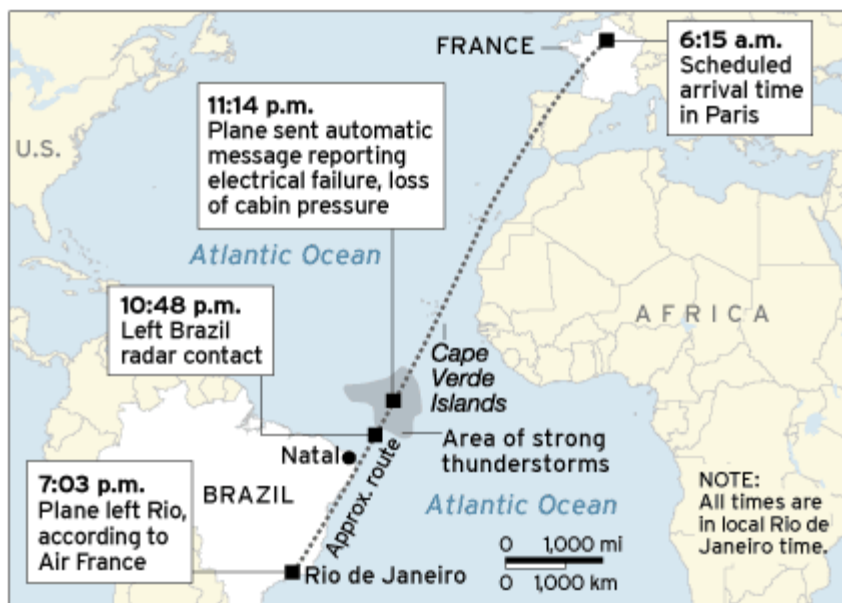 FRANCE
6:15 a.m.
Scheduled
arrival time
in Paris
11:14 p.m.
Plane sent automatic
message reporting
electrical failure, loss
of cabin pressure
U.S.
Atlantic Ocean
10:48 p.m.
Left Brazil
radar contact
AFRICA
Cape
Verde
Islands
Area of strong
thunderstorms
Natal
Approx. route
BRAZIL
7:03 p.m.
Plane left Rio,
according to
Air France
Atlantic Ocean
NOTE:
All times are
in local Rio de
Janeiro time.
0 1,000 mi
0 1,000 km
Rio de Janeiro